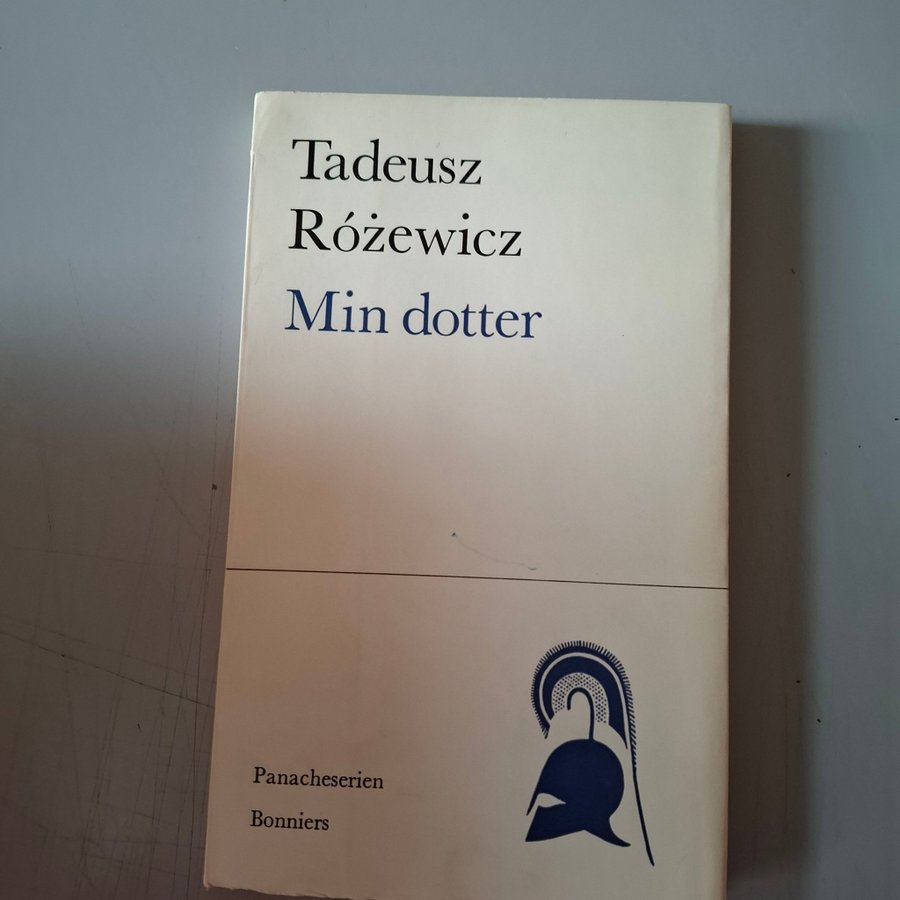 Tadeusz
Różewicz
Min dotter
Panacheserien
Bonniers